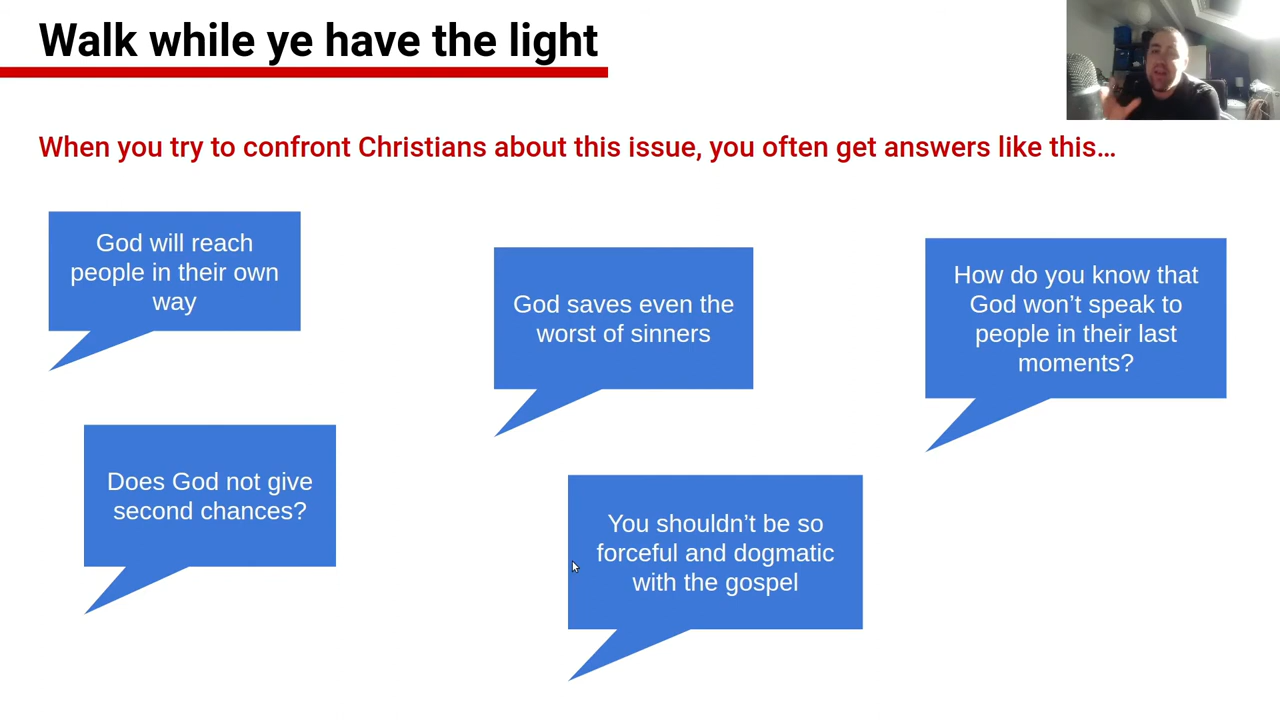 Walk while ye have the light
When you try to confront Christians about this issue, you often get answers like this...
God will reach
people in their own
way
God saves even the
worst of sinners
How do you know that
God won’t speak to
people in their last
moments?
Does God not give
second chances?
You shouldn’t be so
forceful and dogmatic
with the gospel